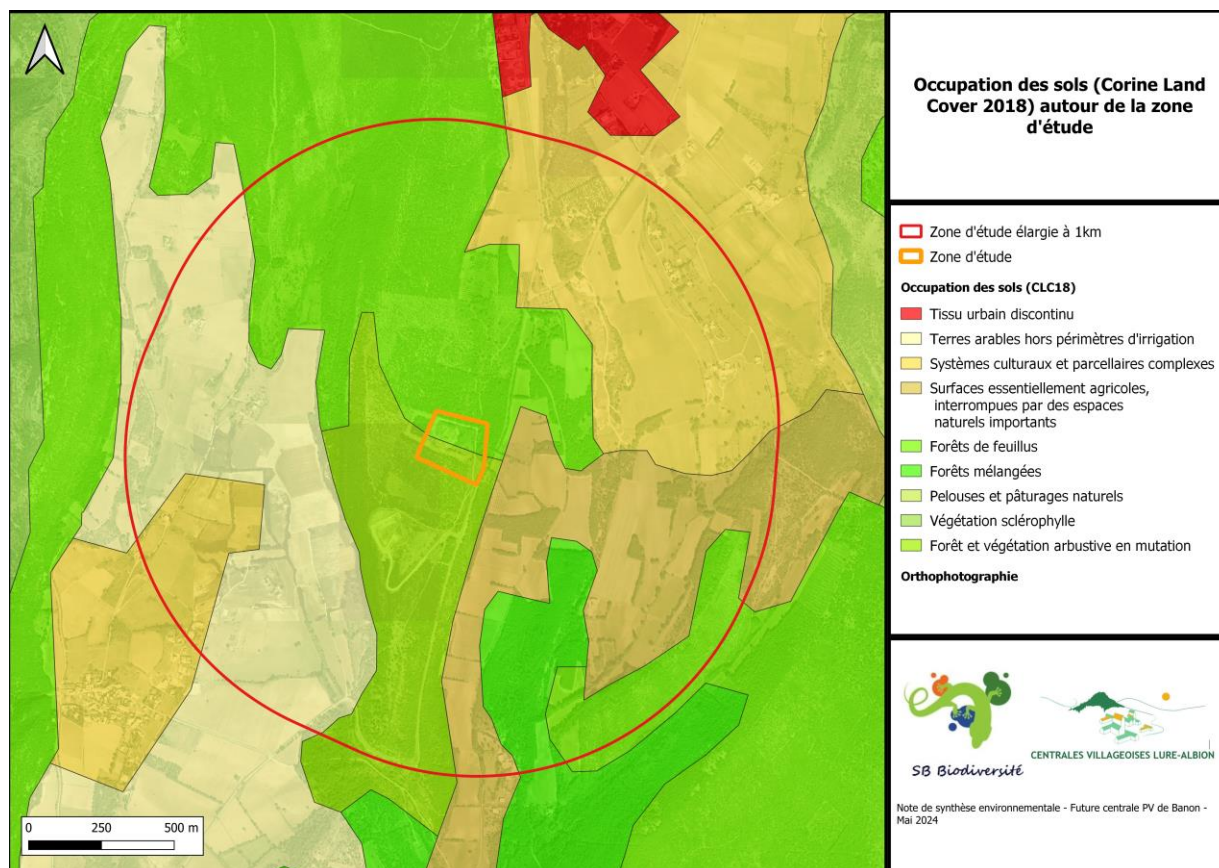 Occupation des sols (Corine Land
Cover 2018) autour de la zone
d'étude
Zone d'étude élargie à 1km
Zone d'étude
Occupation des sols (CLC18)
Tissu urbain discontinu
Terres arables hors périmètres d'irrigation
Systèmes culturaux et parcellaires complexes
Surfaces essentiellement agricoles,
interrompues par des espaces
naturels importants
Forêts de feuillus
Forêts mélangées
Pelouses et pâturages naturels
Végétation sclérophylle
Forêt et végétation arbustive en mutation
Orthophotographie
SB Biodiversité
CENTRALES VILLAGEOISES LURE-ALBION
Note de synthèse environnementale - Future centrale PV de Banon -
Mai 2024
0 250 500 m